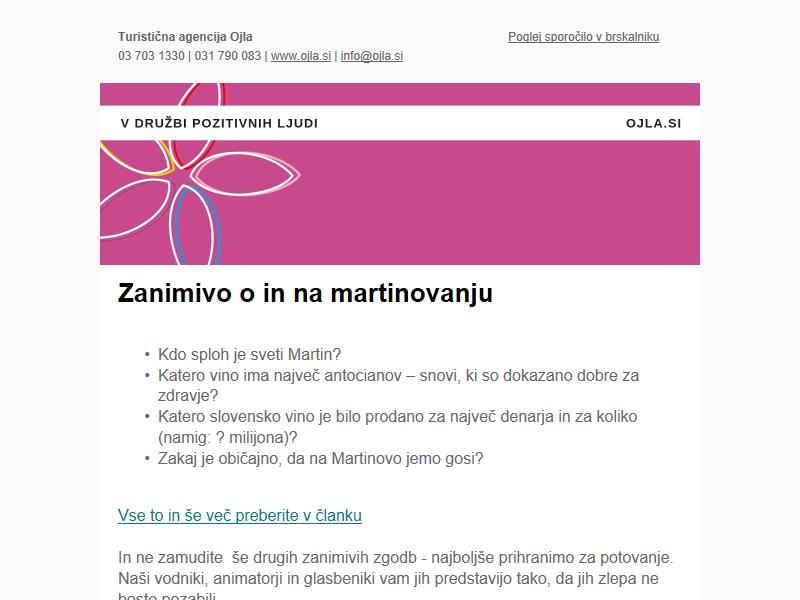 Turistična agencija Ojla
Poglej sporočilo v brskalniku
03 703 1330 | 031 790 083 | www.ojla.si | info@ojla.si
V DRUŽBI POZITIVNIH LJUDI
OJLA.SI
Zanimivo o in na martinovanju
• Kdo sploh je sveti Martin?
• Katero vino ima največ antocianov – snovi, ki so dokazano dobre za
zdravje?
• Katero slovensko vino je bilo prodano za največ denarja in za koliko
(namig: ? milijona)?
• Zakaj je običajno, da na Martinovo jemo gosi?
Vse to in še več preberite v članku
In ne zamudite  še drugih zanimivih zgodb - najboljše prihranimo za potovanje.
Naši vodniki, animatorji in glasbeniki vam jih predstavijo tako, da jih zlepa ne
boste pozabili.